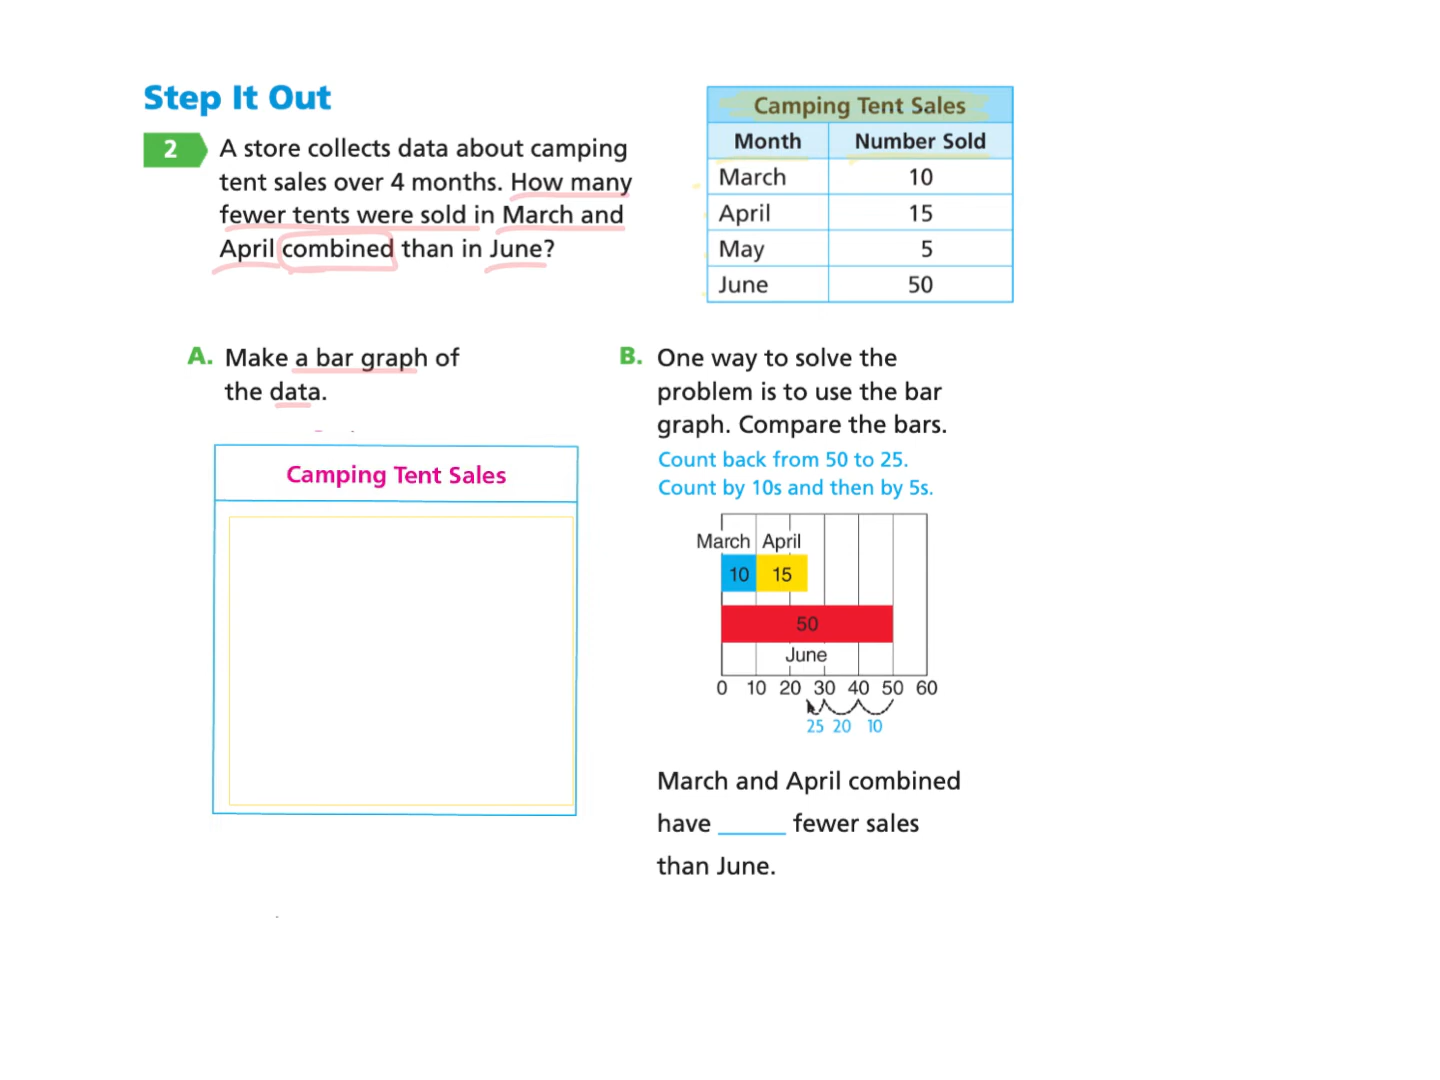 Step It Out
2 A store collects data about camping
tent sales over 4 months. How many
fewer tents were sold in March and
April combined than in June?
Camping Tent Sales
Month Number Sold
March 10
April 15
May 5
June 50
A. Make a bar graph of
the data.
Camping Tent Sales
B. One way to solve the
problem is to use the bar
graph. Compare the bars.
Count back from 50 to 25.
Count by 10s and then by 5s.
March April
10 15
50
June
0 10 20 30 40 50 60
25 20 10
March and April combined
have _____ fewer sales
than June.